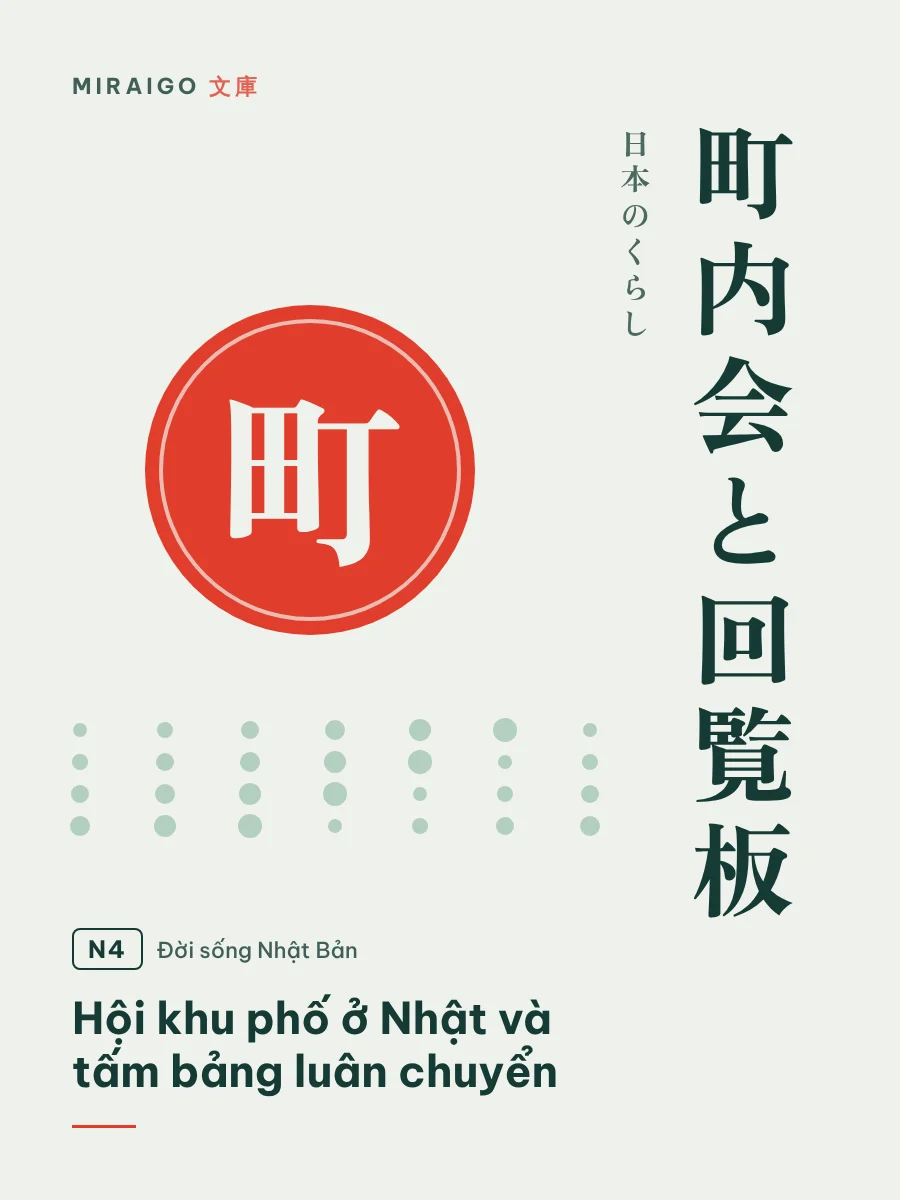 MIRAIGO 文庫
町内会と回覧板
日本のくらし
町
N4 Đời sống Nhật Bản
Hội khu phố ở Nhật và
tấm bảng luân chuyển